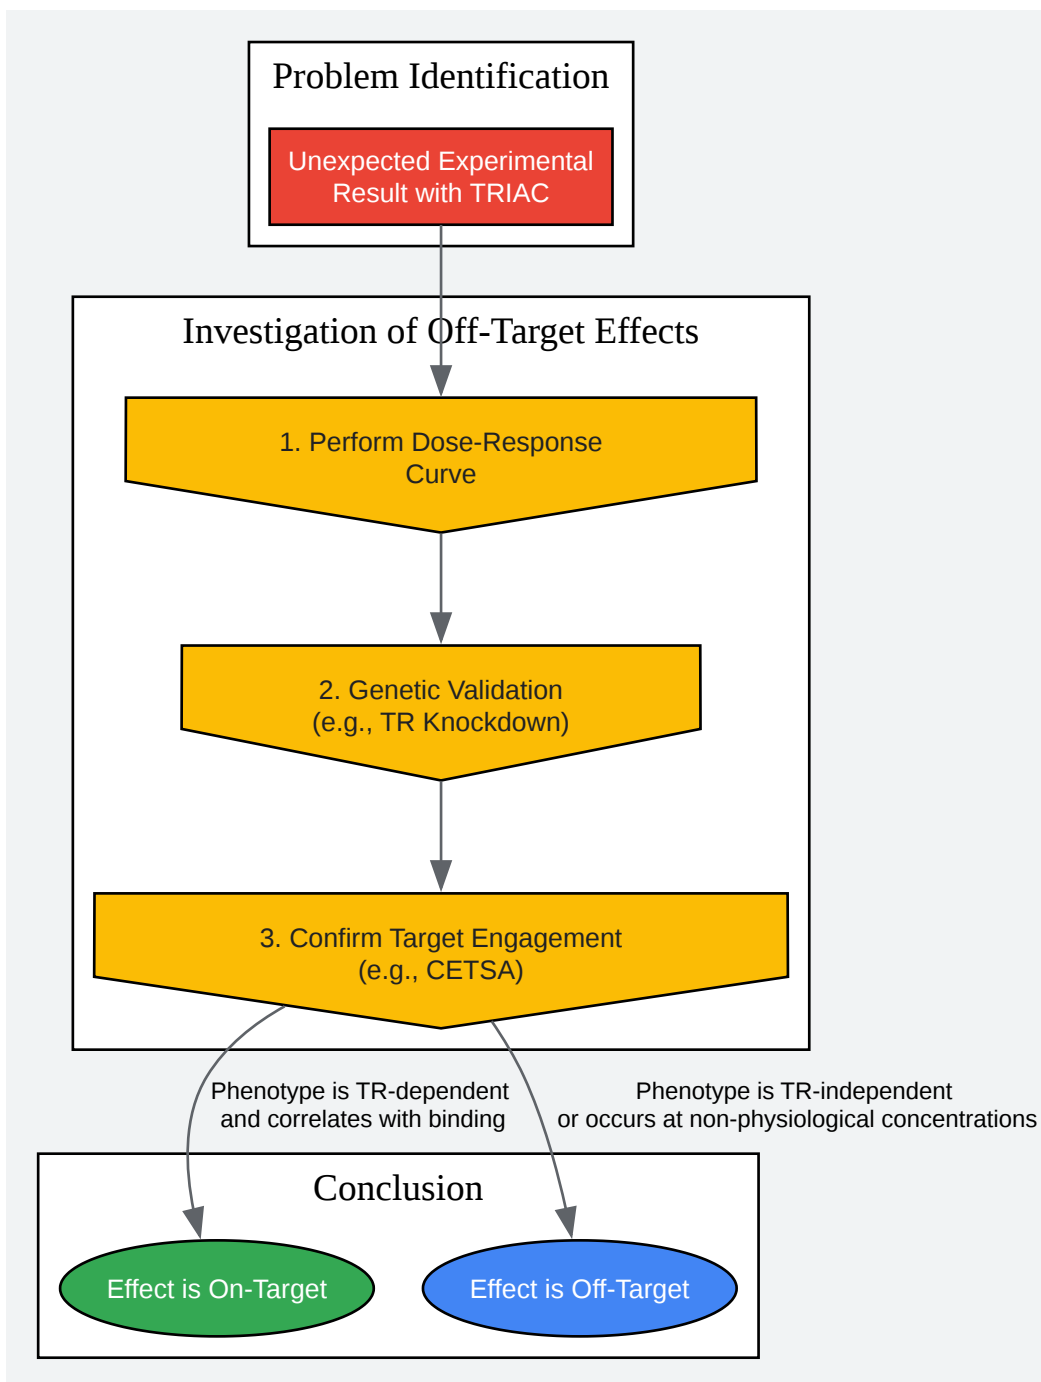 Problem Identification
Unexpected Experimental
Result with TRIAC
Investigation of Off-Target Effects
1. Perform Dose-Response
Curve
2. Genetic Validation
(e.g., TR Knockdown)
3. Confirm Target Engagement
(e.g., CETSA)
Phenotype is TR-dependent
and correlates with binding
Phenotype is TR-independent
or occurs at non-physiological concentrations
Conclusion
Effect is On-Target
Effect is Off-Target